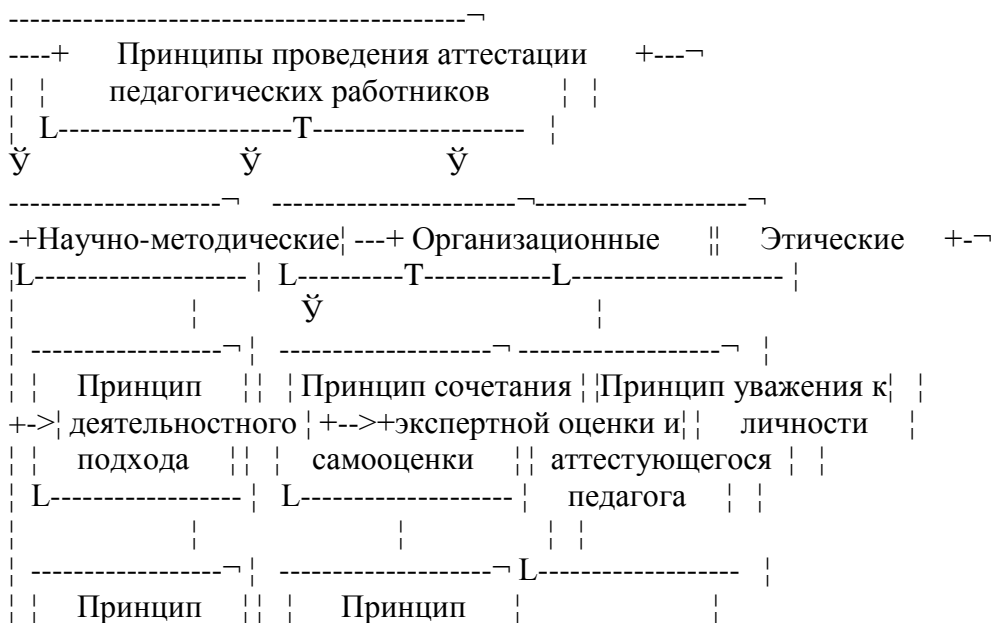 -------------------------------------------¬
----+ Принципы проведения аттестации +---¬
¦ ¦ педагогических работников ¦ ¦
¦ L----------------------T-------------------- ¦
Ў Ў Ў
--------------------¬ -----------------------¬--------------------¬
-+Научно-методические¦ ---+ Организационные ¦¦ Этические +-¬
¦L-------------------- ¦ L----------T------------L-------------------- ¦
¦ ¦ Ў ¦
¦ ------------------¬ ¦ --------------------¬ -------------------¬ ¦
¦ ¦ Принцип ¦¦ ¦ Принцип сочетания ¦ ¦Принцип уважения к¦ ¦
+->¦ деятельностного ¦ +-->+экспертной оценки и¦¦ личности ¦
¦ ¦ подхода ¦¦ ¦ самооценки ¦¦ аттестующегося ¦ ¦
¦ L------------------ ¦ L-------------------- ¦ педагога ¦ ¦
¦ ¦ ¦ ¦ ¦
¦ ------------------¬ ¦ --------------------¬ L------------------- ¦
¦ ¦ Принцип ¦¦ ¦ Принцип ¦ ¦